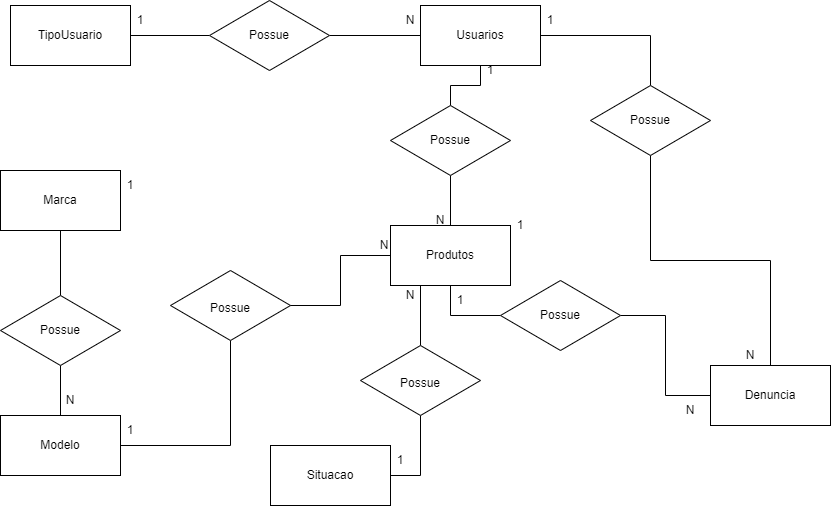 TipoUsuario
1
Possue
N
Usuarios
1
1
Possue
Possue
Marca
1
N
Produtos
1
N
Possue
N
1
Possue
Possue
Possue
N
Modelo
1
N
Denuncia
N
Situacao
1